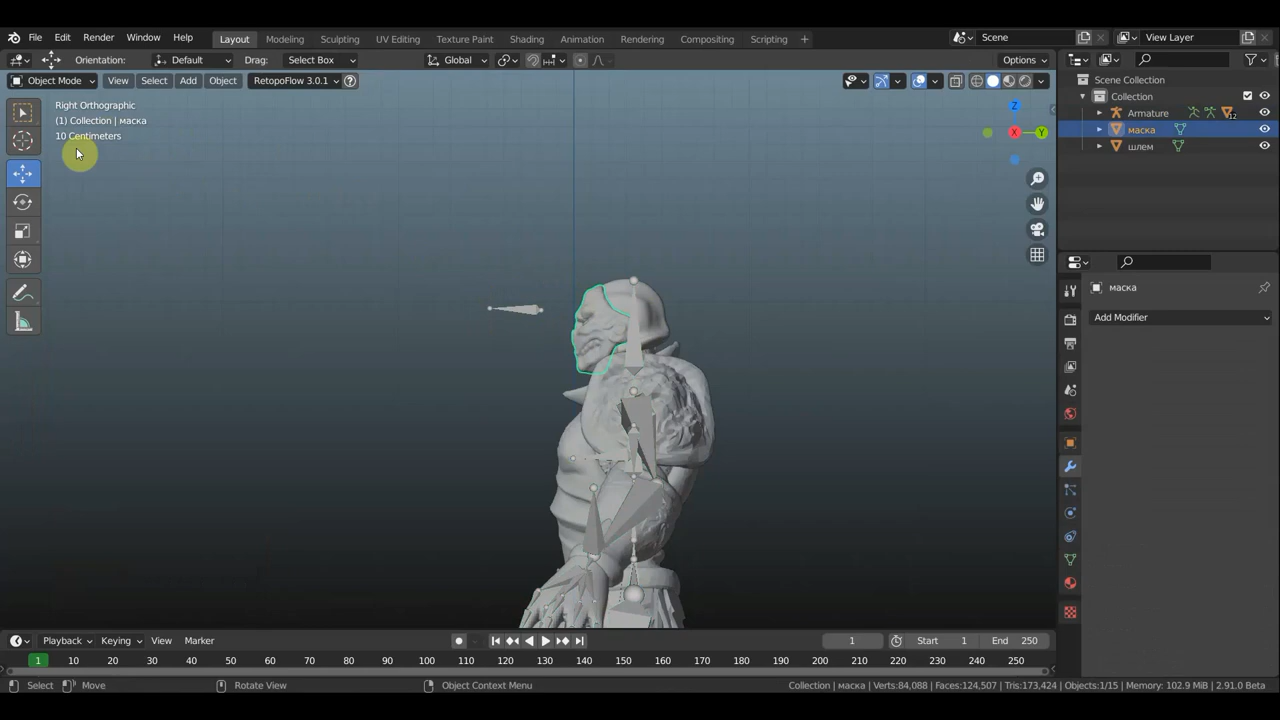 File Edit Render Window Help Layout Modeling Sculpting UV Editing Texture Paint Shading Animation Rendering Compositing Scripting + Scene View Layer
Orientation: Default Drag: Select Box Global Options
Object Mode View Select Add Object RetopoFlow 3.0.1
Right Orthographic
(1) Collection | маска
10 Centimeters
Z
X
Y
Scene Collection
Collection
Armature 12
маска
шлем
маска
Add Modifier
Playback Keying View Marker 1 Start 1 End 250
1 10 20 30 40 50 60 70 80 90 100 110 120 130 140 150 160 170 180 190 200 210 220 230 240 250
Select Move Rotate View Object Context Menu Collection | маска | Verts:84,088 | Faces:124,507 | Tris:173,424 | Objects:1/15 | Memory: 102.9 MiB | 2.91.0 Beta